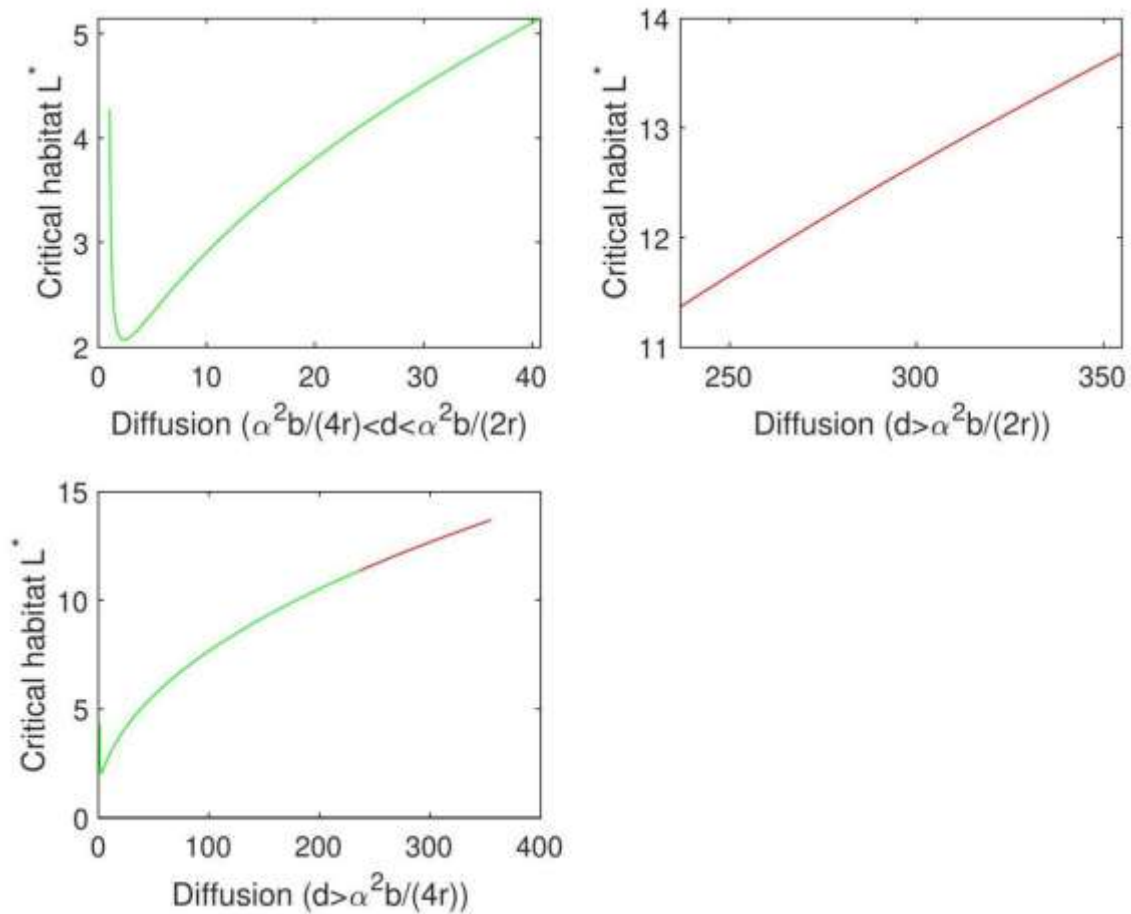 Critical habitat L*
5
4
3
2
0 10 20 30 40
Diffusion (α²b/(4r)<d<α²b/(2r)
Critical habitat L*
14
13
12
11
250 300 350
Diffusion (d>α²b/(2r))
Critical habitat L*
15
10
5
0
0 100 200 300 400
Diffusion (d>α²b/(4r))